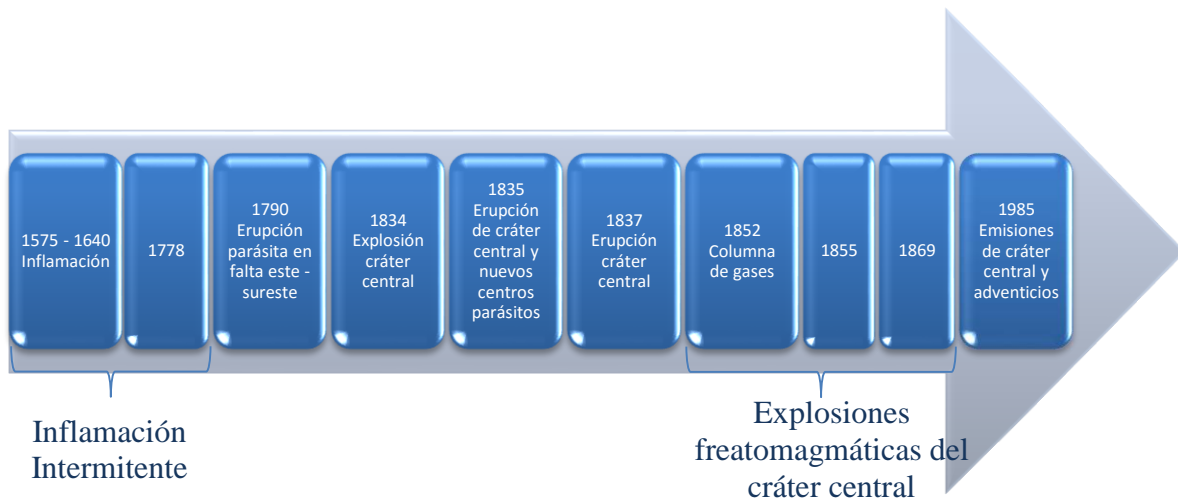 1575 - 1640
Inflamación
1778
1790
Erupción
parásita en
falta este -
sureste
1834
Explosión
cráter
central
1835
Erupción
de cráter
central y
nuevos
centros
parásitos
1837
Erupción
cráter
central
1852
Columna
de gases
1855
1869
1985
Emisiones
de cráter
central y
adventicios
Inflamación
Intermitente
Explosiones
freatomagmáticas del
cráter central